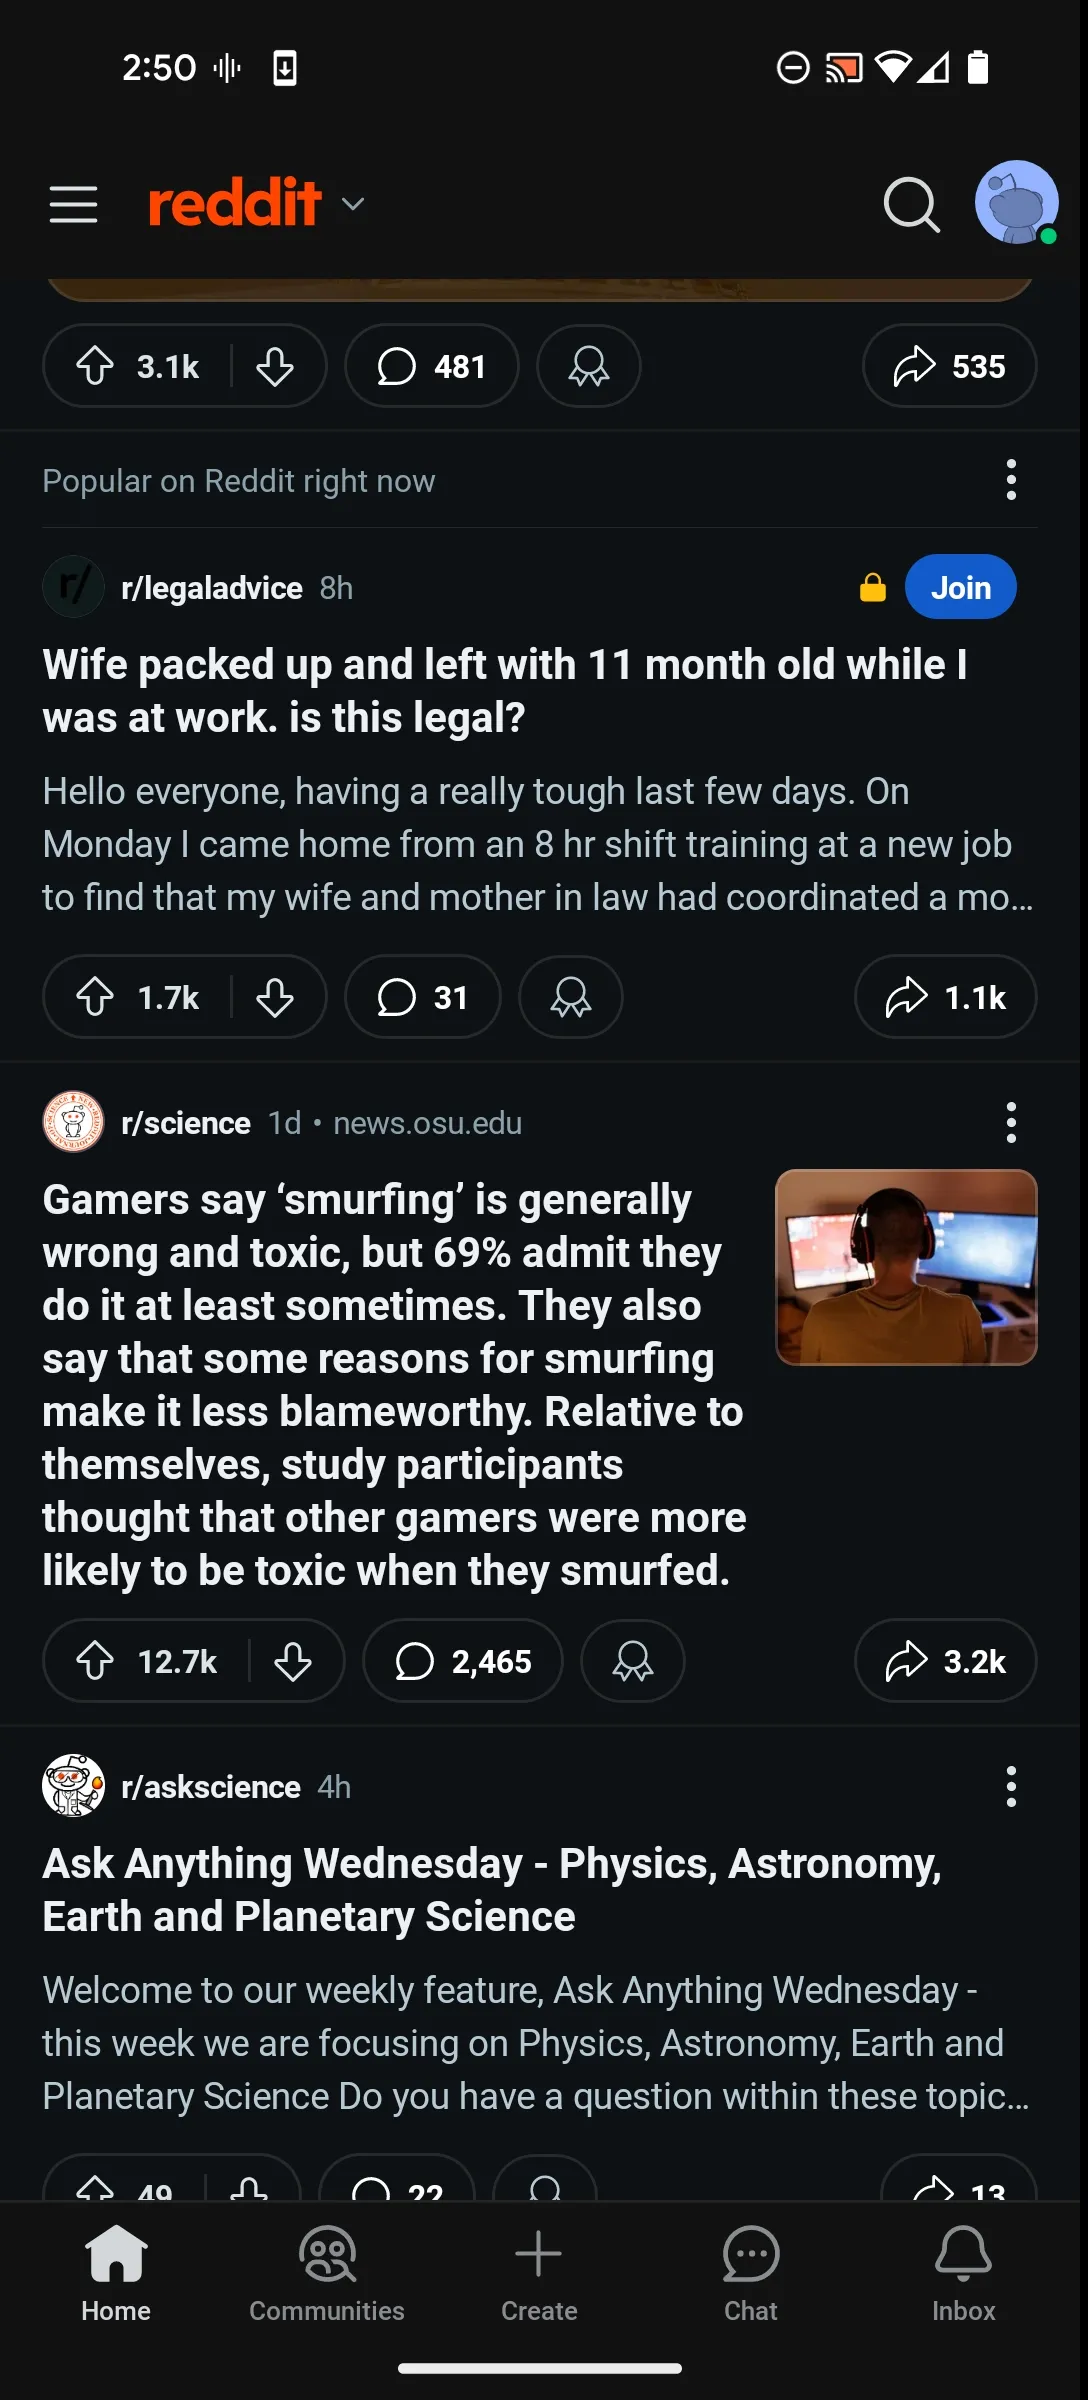 2:50
reddit
3.1k
481
535
Popular on Reddit right now
r/legaladvice 8h
Join
Wife packed up and left with 11 month old while I
was at work. is this legal?
Hello everyone, having a really tough last few days. On
Monday I came home from an 8 hr shift training at a new job
to find that my wife and mother in law had coordinated a mo…
1.7k
31
1.1k
r/science 1d • news.osu.edu
Gamers say ‘smurfing’ is generally
wrong and toxic, but 69% admit they
do it at least sometimes. They also
say that some reasons for smurfing
make it less blameworthy. Relative to
themselves, study participants
thought that other gamers were more
likely to be toxic when they smurfed.
12.7k
2,465
3.2k
r/askscience 4h
Ask Anything Wednesday - Physics, Astronomy,
Earth and Planetary Science
Welcome to our weekly feature, Ask Anything Wednesday -
this week we are focusing on Physics, Astronomy, Earth and
Planetary Science Do you have a question within these topic…
49
22
13
Home
Communities
Create
Chat
Inbox